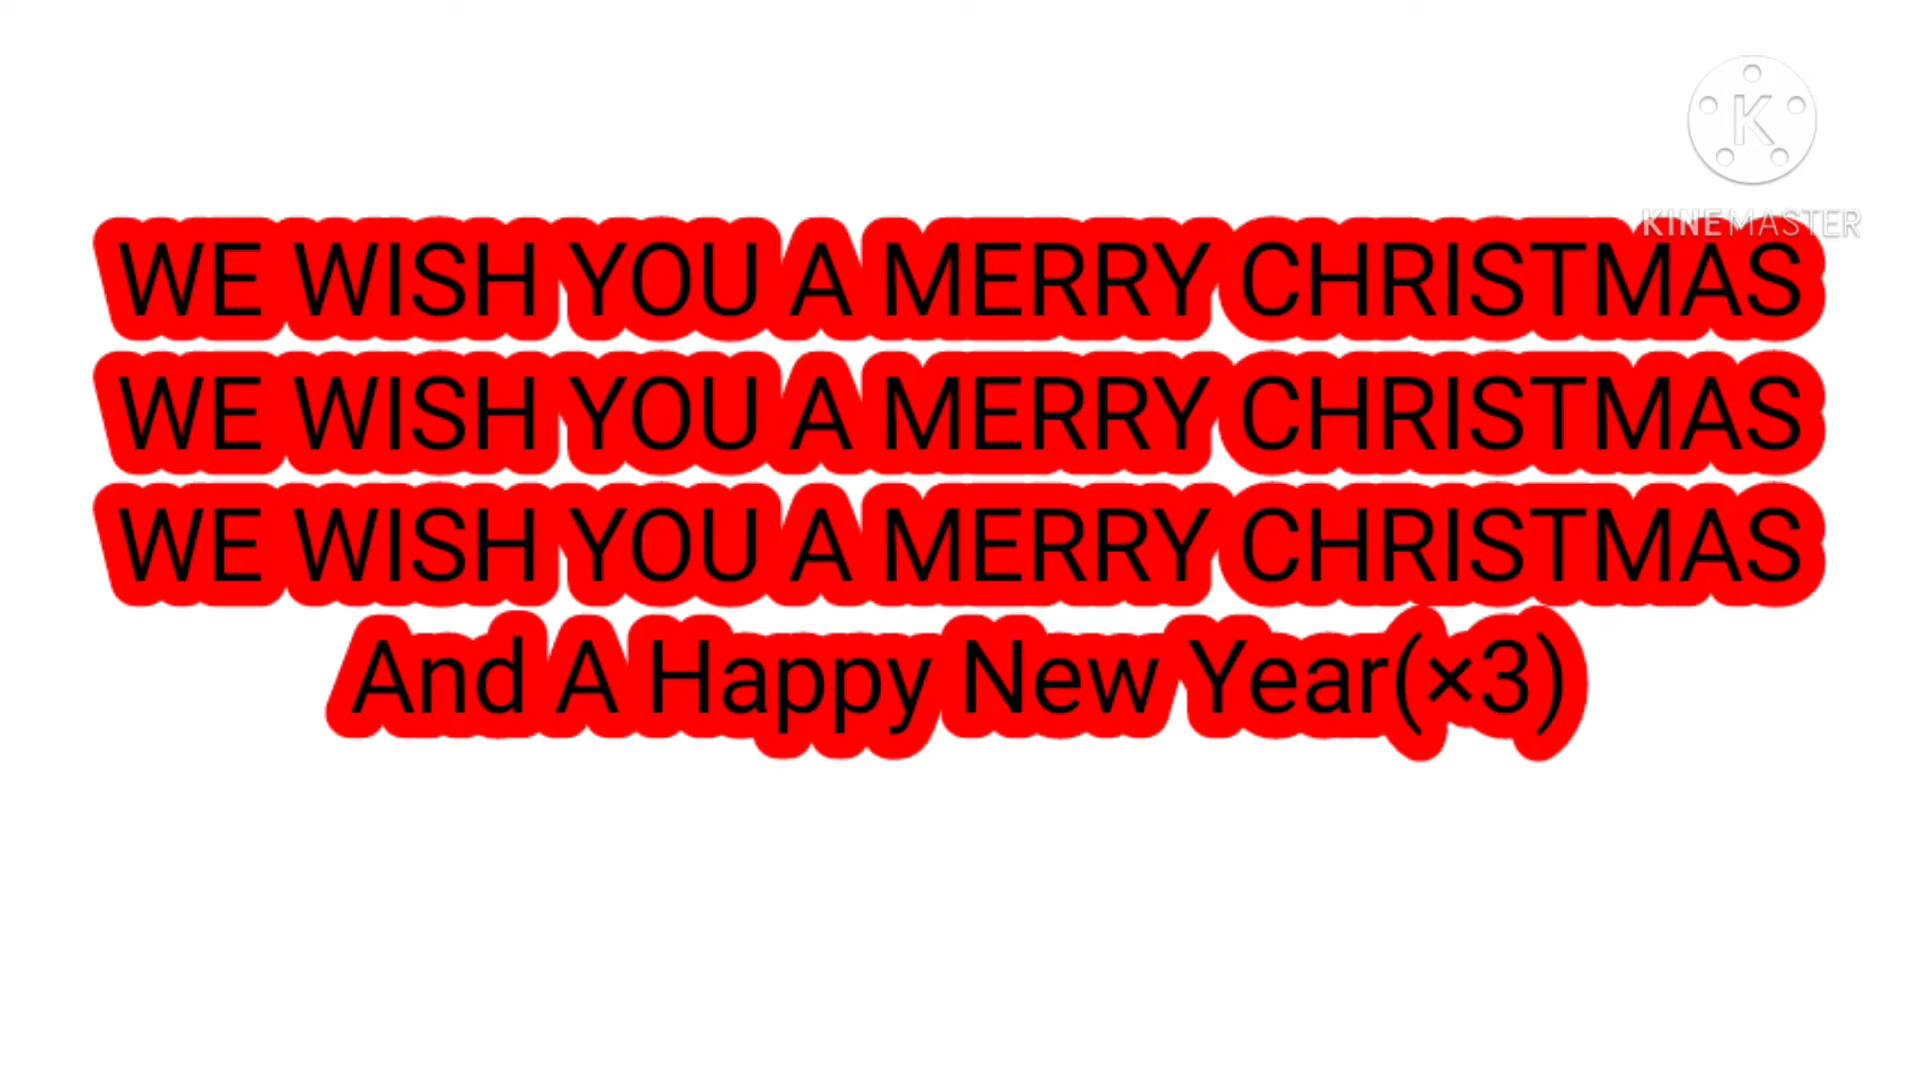 K
KINEMASTER
WE WISH YOU A MERRY CHRISTMAS
WE WISH YOU A MERRY CHRISTMAS
WE WISH YOU A MERRY CHRISTMAS
And A Happy New Year(×3)